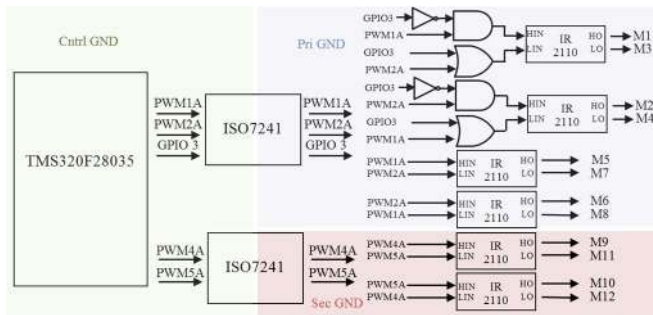 Cntrl GND
Pri GND
TMS320F28035
PWM1A
PWM2A
GPIO 3
ISO7241
PWM1A
PWM2A
GPIO 3
PWM4A
PWM5A
ISO7241
PWM4A
PWM5A
Sec GND
GPIO3
PWM1A
GPIO3
PWM2A
HIN IR HO
LIN 2110 LO
M1
M3
GPIO3
PWM2A
GPIO3
PWM1A
HIN IR HO
LIN 2110 LO
M2
M4
PWM1A HIN IR HO M5
PWM2A LIN 2110 LO M7
PWM2A HIN IR HO M6
PWM1A LIN 2110 LO M8
PWM4A HIN IR HO M9
PWM5A LIN 2110 LO M11
PWM5A HIN IR HO M10
PWM4A LIN 2110 LO M12